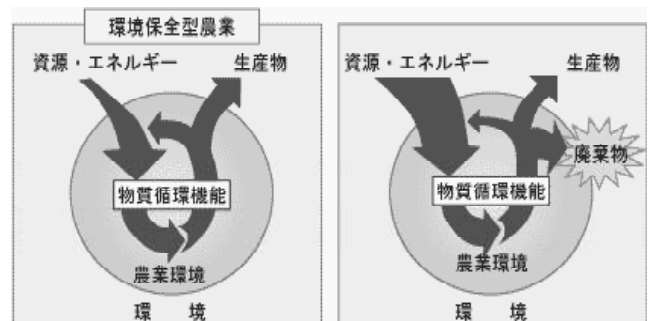 環境保全型農業
資源・エネルギー
生産物
物質循環機能
農業環境
環 境
資源・エネルギー
生産物
廃棄物
物質循環機能
農業環境
環 境